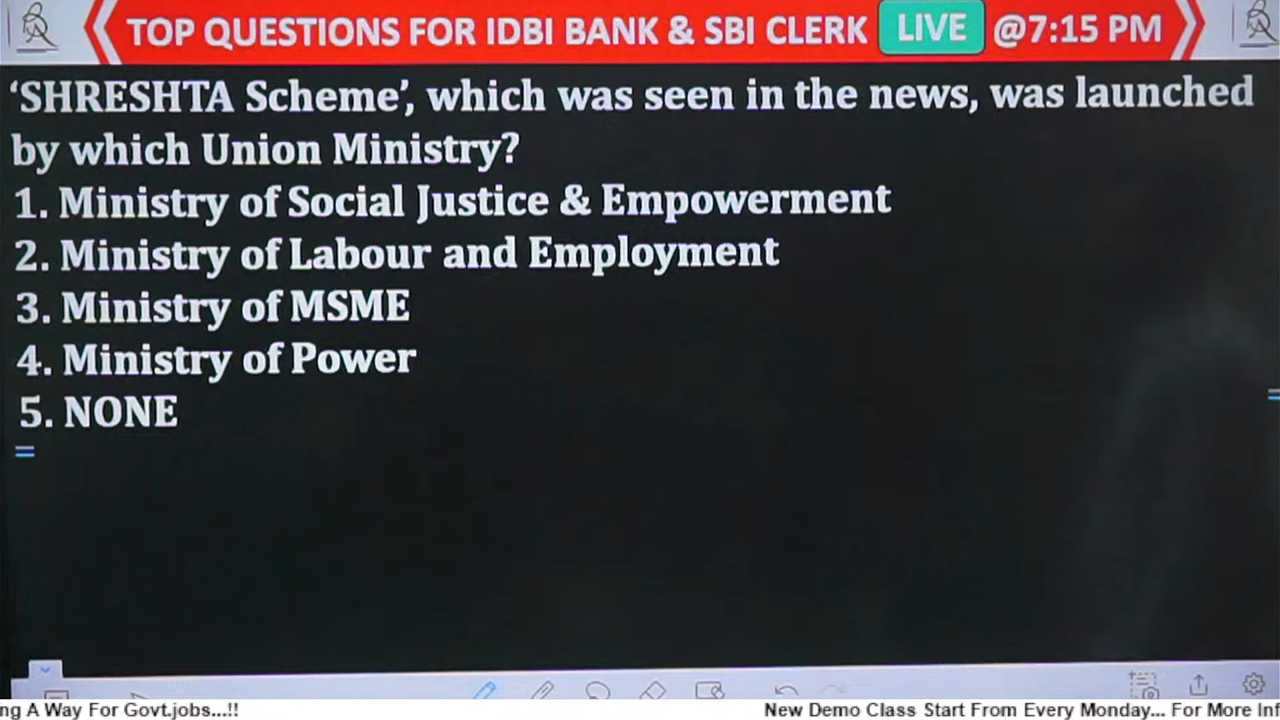 TOP QUESTIONS FOR IDBI BANK & SBI CLERK LIVE @7:15 PM
‘SHRESHTA Scheme’, which was seen in the news, was launched
by which Union Ministry?
1. Ministry of Social Justice & Empowerment
2. Ministry of Labour and Employment
3. Ministry of MSME
4. Ministry of Power
5. NONE
ng A Way For Govt.jobs...!! New Demo Class Start From Every Monday... For More Inf